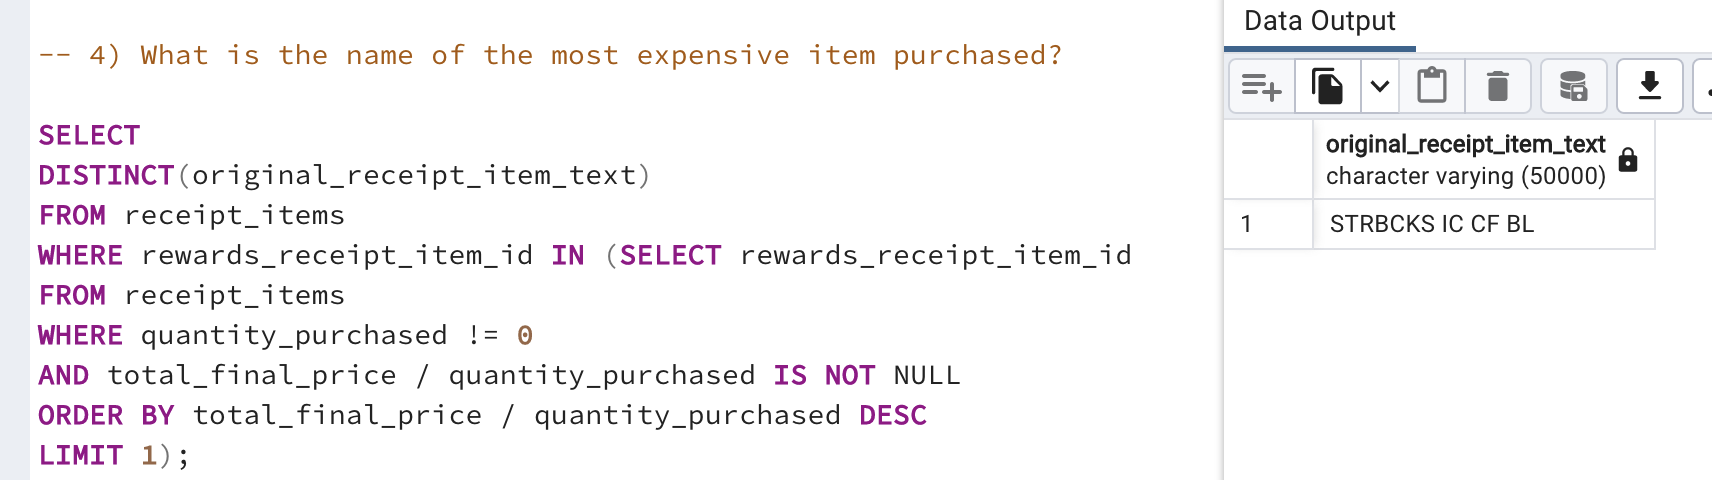 -- 4) What is the name of the most expensive item purchased?
SELECT
DISTINCT(original_receipt_item_text)
FROM receipt_items
WHERE rewards_receipt_item_id IN (SELECT rewards_receipt_item_id
FROM receipt_items
WHERE quantity_purchased != 0
AND total_final_price / quantity_purchased IS NOT NULL
ORDER BY total_final_price / quantity_purchased DESC
LIMIT 1);
Data Output
original_receipt_item_text
character varying (50000)
1 STRBCKS IC CF BL